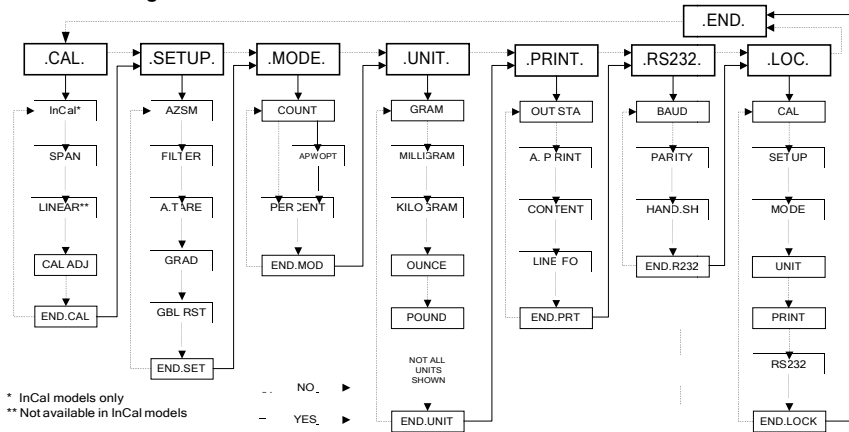 .END.
.CAL.
InCal*
SPAN
LINEAR**
CAL ADJ
END.CAL
.SETUP.
AZSM
FILTER
A.TARE
GRAD
GBL RST
END.SET
.MODE.
COUNT
APWOPT
PERCENT
END.MOD
.UNIT.
GRAM
MILLIGRAM
KILOGRAM
OUNCE
POUND
NOT ALL
UNITS
SHOWN
END.UNIT
.PRINT.
OUT STA
A. PRINT
CONTENT
END.PRT
.RS232.
BAUD
PARITY
HAND.SH
END.R232
.LOC.
CAL
SETUP
MODE
UNIT
PRINT
RS232
END.LOCK
NO
YES
* InCal models only
** Not available in InCal models